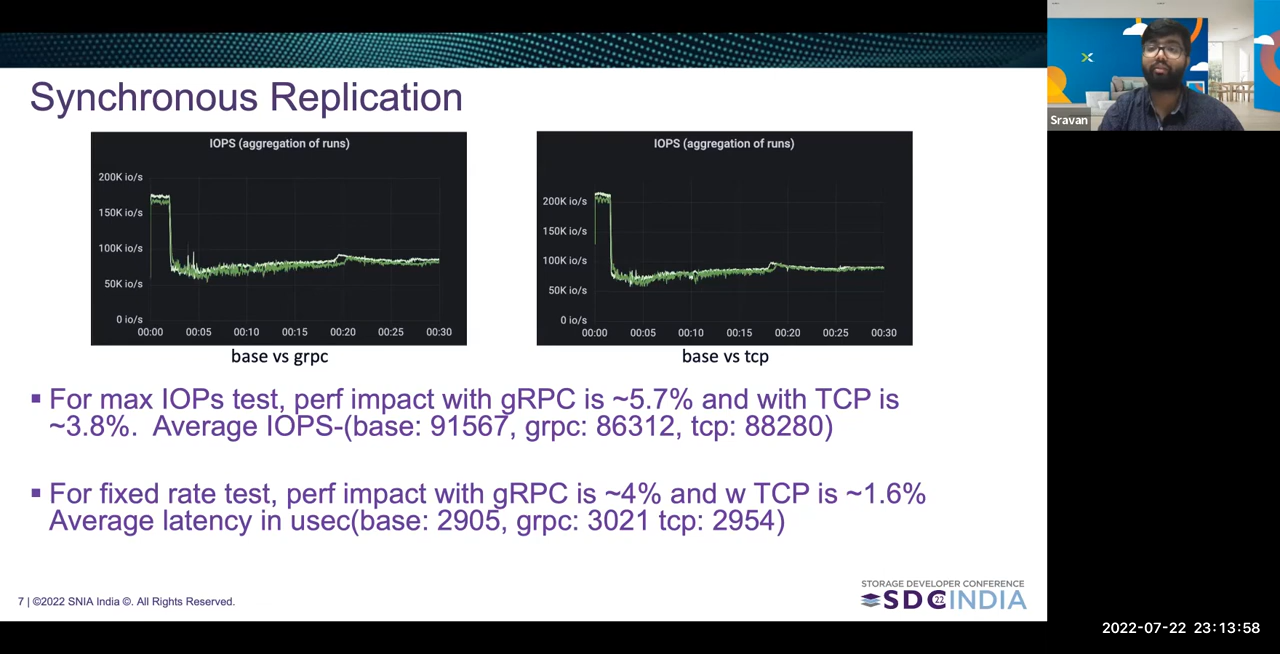 Synchronous Replication
IOPS (aggregation of runs)
200K io/s
150K io/s
100K io/s
50K io/s
0 io/s
00:00 00:05 00:10 00:15 00:20 00:25 00:30
base vs grpc
IOPS (aggregation of runs)
200K io/s
150K io/s
100K io/s
50K io/s
0 io/s
00:00 00:05 00:10 00:15 00:20 00:25 00:30
base vs tcp
▪ For max IOPs test, perf impact with gRPC is ~5.7% and with TCP is
~3.8%. Average IOPS-(base: 91567, grpc: 86312, tcp: 88280)
▪ For fixed rate test, perf impact with gRPC is ~4% and w TCP is ~1.6%
Average latency in usec(base: 2905, grpc: 3021 tcp: 2954)
7 | ©2022 SNIA India ©. All Rights Reserved.
STORAGE DEVELOPER CONFERENCE
SDC 22 INDIA
Sravan
2022-07-22 23:13:58